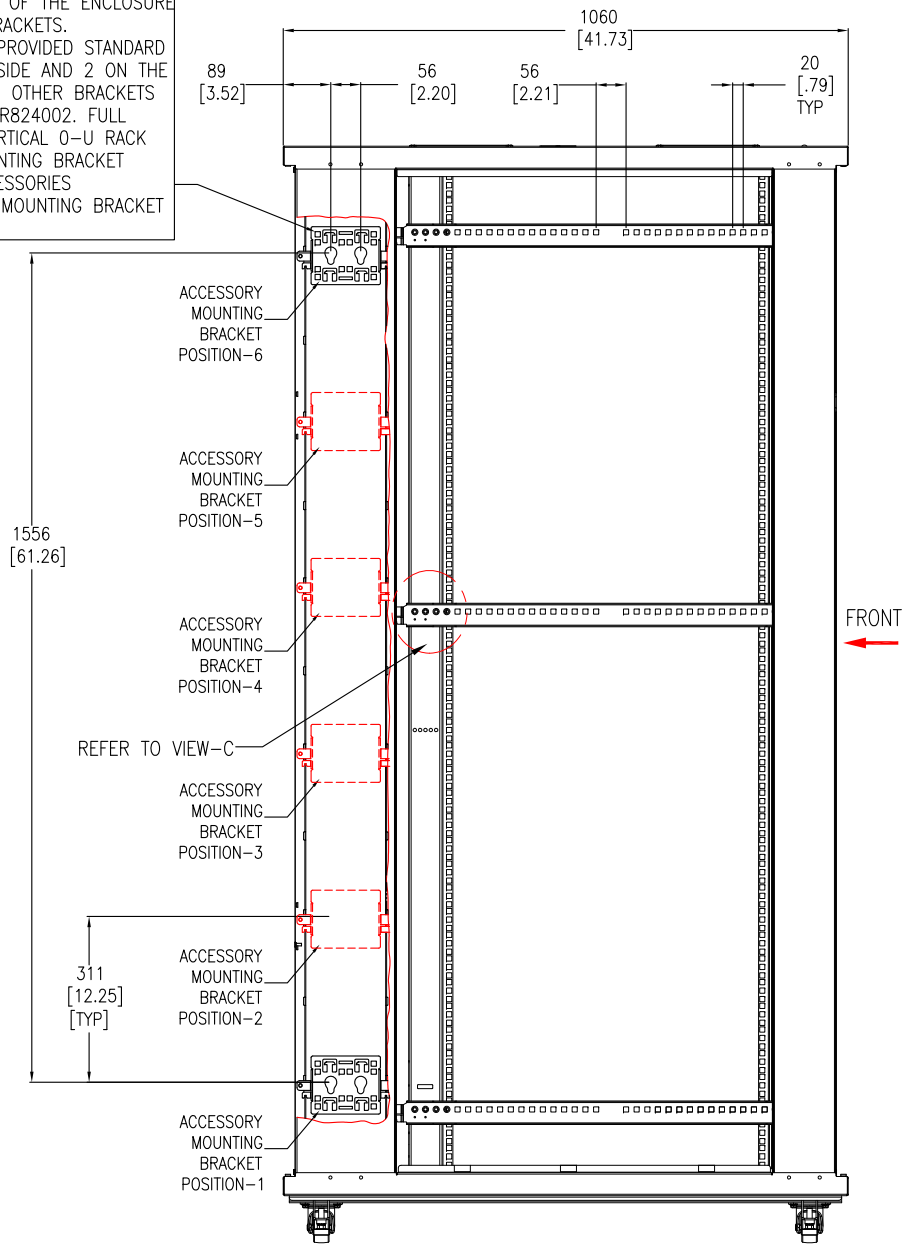 OF THE ENCLOSURE
RACKETS.
PROVIDED STANDARD
SIDE AND 2 ON THE
OTHER BRACKETS
R824002. FULL
RTICAL 0-U RACK
NTING BRACKET
ESSORIES
MOUNTING BRACKET
1060
[41.73]
89
[3.52]
56
[2.20]
56
[2.21]
20
[.79]
TYP
ACCESSORY
MOUNTING
BRACKET
POSITION-6
ACCESSORY
MOUNTING
BRACKET
POSITION-5
1556
[61.26]
ACCESSORY
MOUNTING
BRACKET
POSITION-4
FRONT
REFER TO VIEW-C
ACCESSORY
MOUNTING
BRACKET
POSITION-3
311
[12.25]
[TYP]
ACCESSORY
MOUNTING
BRACKET
POSITION-2
ACCESSORY
MOUNTING
BRACKET
POSITION-1